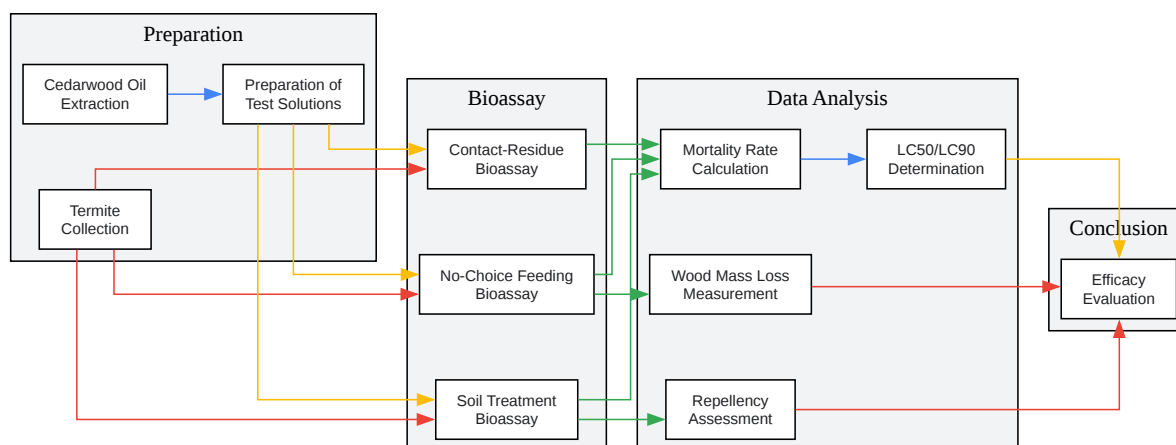 Preparation
Cedarwood Oil
Extraction
Preparation of
Test Solutions
Termite
Collection
Bioassay
Contact-Residue
Bioassay
No-Choice Feeding
Bioassay
Soil Treatment
Bioassay
Data Analysis
Mortality Rate
Calculation
LC50/LC90
Determination
Wood Mass Loss
Measurement
Repellency
Assessment
Conclusion
Efficacy
Evaluation